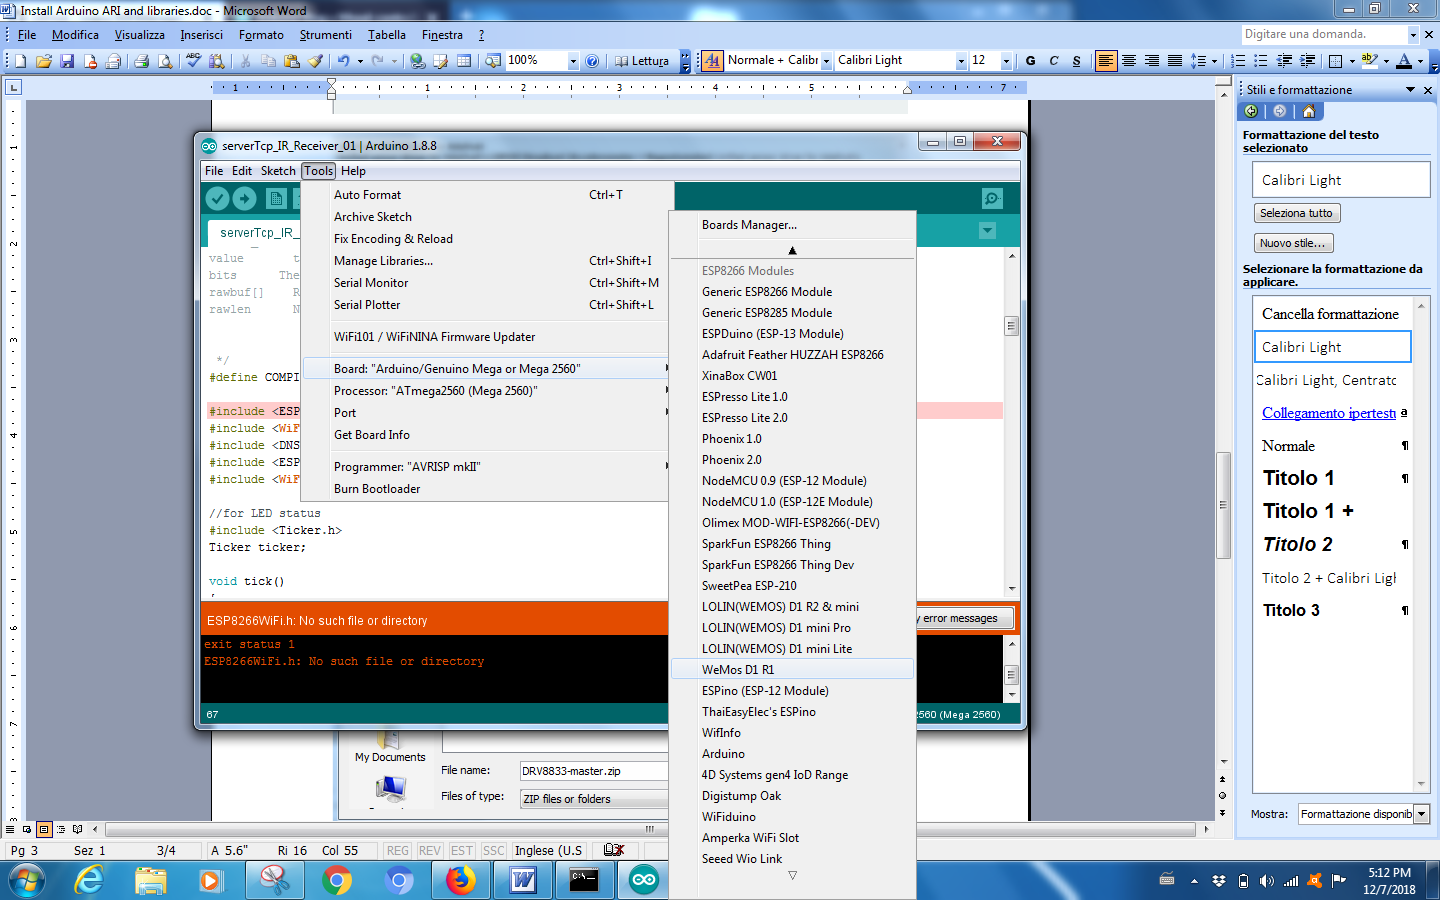 Install Arduino ARI and libraries.doc - Microsoft Word
File Modifica Visualizza Inserisci Formato Strumenti Tabella Finestra ?
Digitare una domanda.
100% Lettura Normale + Calibr Calibri Light 12 G C S
1 1 2 3 4 5 7
Stili e formattazione
Formattazione del testo
selezionato
Calibri Light
Seleziona tutto
Nuovo stile...
Selezionare la formattazione da
applicare.
Cancella formattazione
Calibri Light
Calibri Light, Centrato
Collegamento ipertestu a
Normale ¶
Titolo 1 ¶
Titolo 1 +
Titolo 2 ¶
Titolo 2 + Calibri Ligh
Titolo 3 ¶
Mostra: Formattazione disponib
serverTcp_IR_Receiver_01 | Arduino 1.8.8
File Edit Sketch Tools Help
serverTcp_IR_
value t
bits The
rawbuf[] R
rawlen N
*/
#define COMPI
#include <ESP
#include <WiF
#include <DNS
#include <ESP
#include <WiF
//for LED status
#include <Ticker.h>
Ticker ticker;
void tick()
ESP8266WiFi.h: No such file or directory
y error messages
exit status 1
ESP8266WiFi.h: No such file or directory
67
2560 (Mega 2560)
Auto Format Ctrl+T
Archive Sketch
Fix Encoding & Reload
Manage Libraries... Ctrl+Shift+I
Serial Monitor Ctrl+Shift+M
Serial Plotter Ctrl+Shift+L
WiFi101 / WiFiNINA Firmware Updater
Board: "Arduino/Genuino Mega or Mega 2560"
Processor: "ATmega2560 (Mega 2560)"
Port
Get Board Info
Programmer: "AVRISP mkII"
Burn Bootloader
Boards Manager...
ESP8266 Modules
Generic ESP8266 Module
Generic ESP8285 Module
ESPDuino (ESP-13 Module)
Adafruit Feather HUZZAH ESP8266
XinaBox CW01
ESPresso Lite 1.0
ESPresso Lite 2.0
Phoenix 1.0
Phoenix 2.0
NodeMCU 0.9 (ESP-12 Module)
NodeMCU 1.0 (ESP-12E Module)
Olimex MOD-WIFI-ESP8266(-DEV)
SparkFun ESP8266 Thing
SparkFun ESP8266 Thing Dev
SweetPea ESP-210
LOLIN(WEMOS) D1 R2 & mini
LOLIN(WEMOS) D1 mini Pro
LOLIN(WEMOS) D1 mini Lite
WeMos D1 R1
ESPino (ESP-12 Module)
ThaiEasyElec's ESPino
WifInfo
Arduino
4D Systems gen4 IoD Range
Digistump Oak
WiFiduino
Amperka WiFi Slot
Seeed Wio Link
My Documents
File name: DRV8833-master.zip
Files of type: ZIP files or folders
Pg 3 Sez 1 3/4 A 5.6" Ri 16 Col 55 REG REV EST SSC Inglese (U.S
5:12 PM
12/7/2018